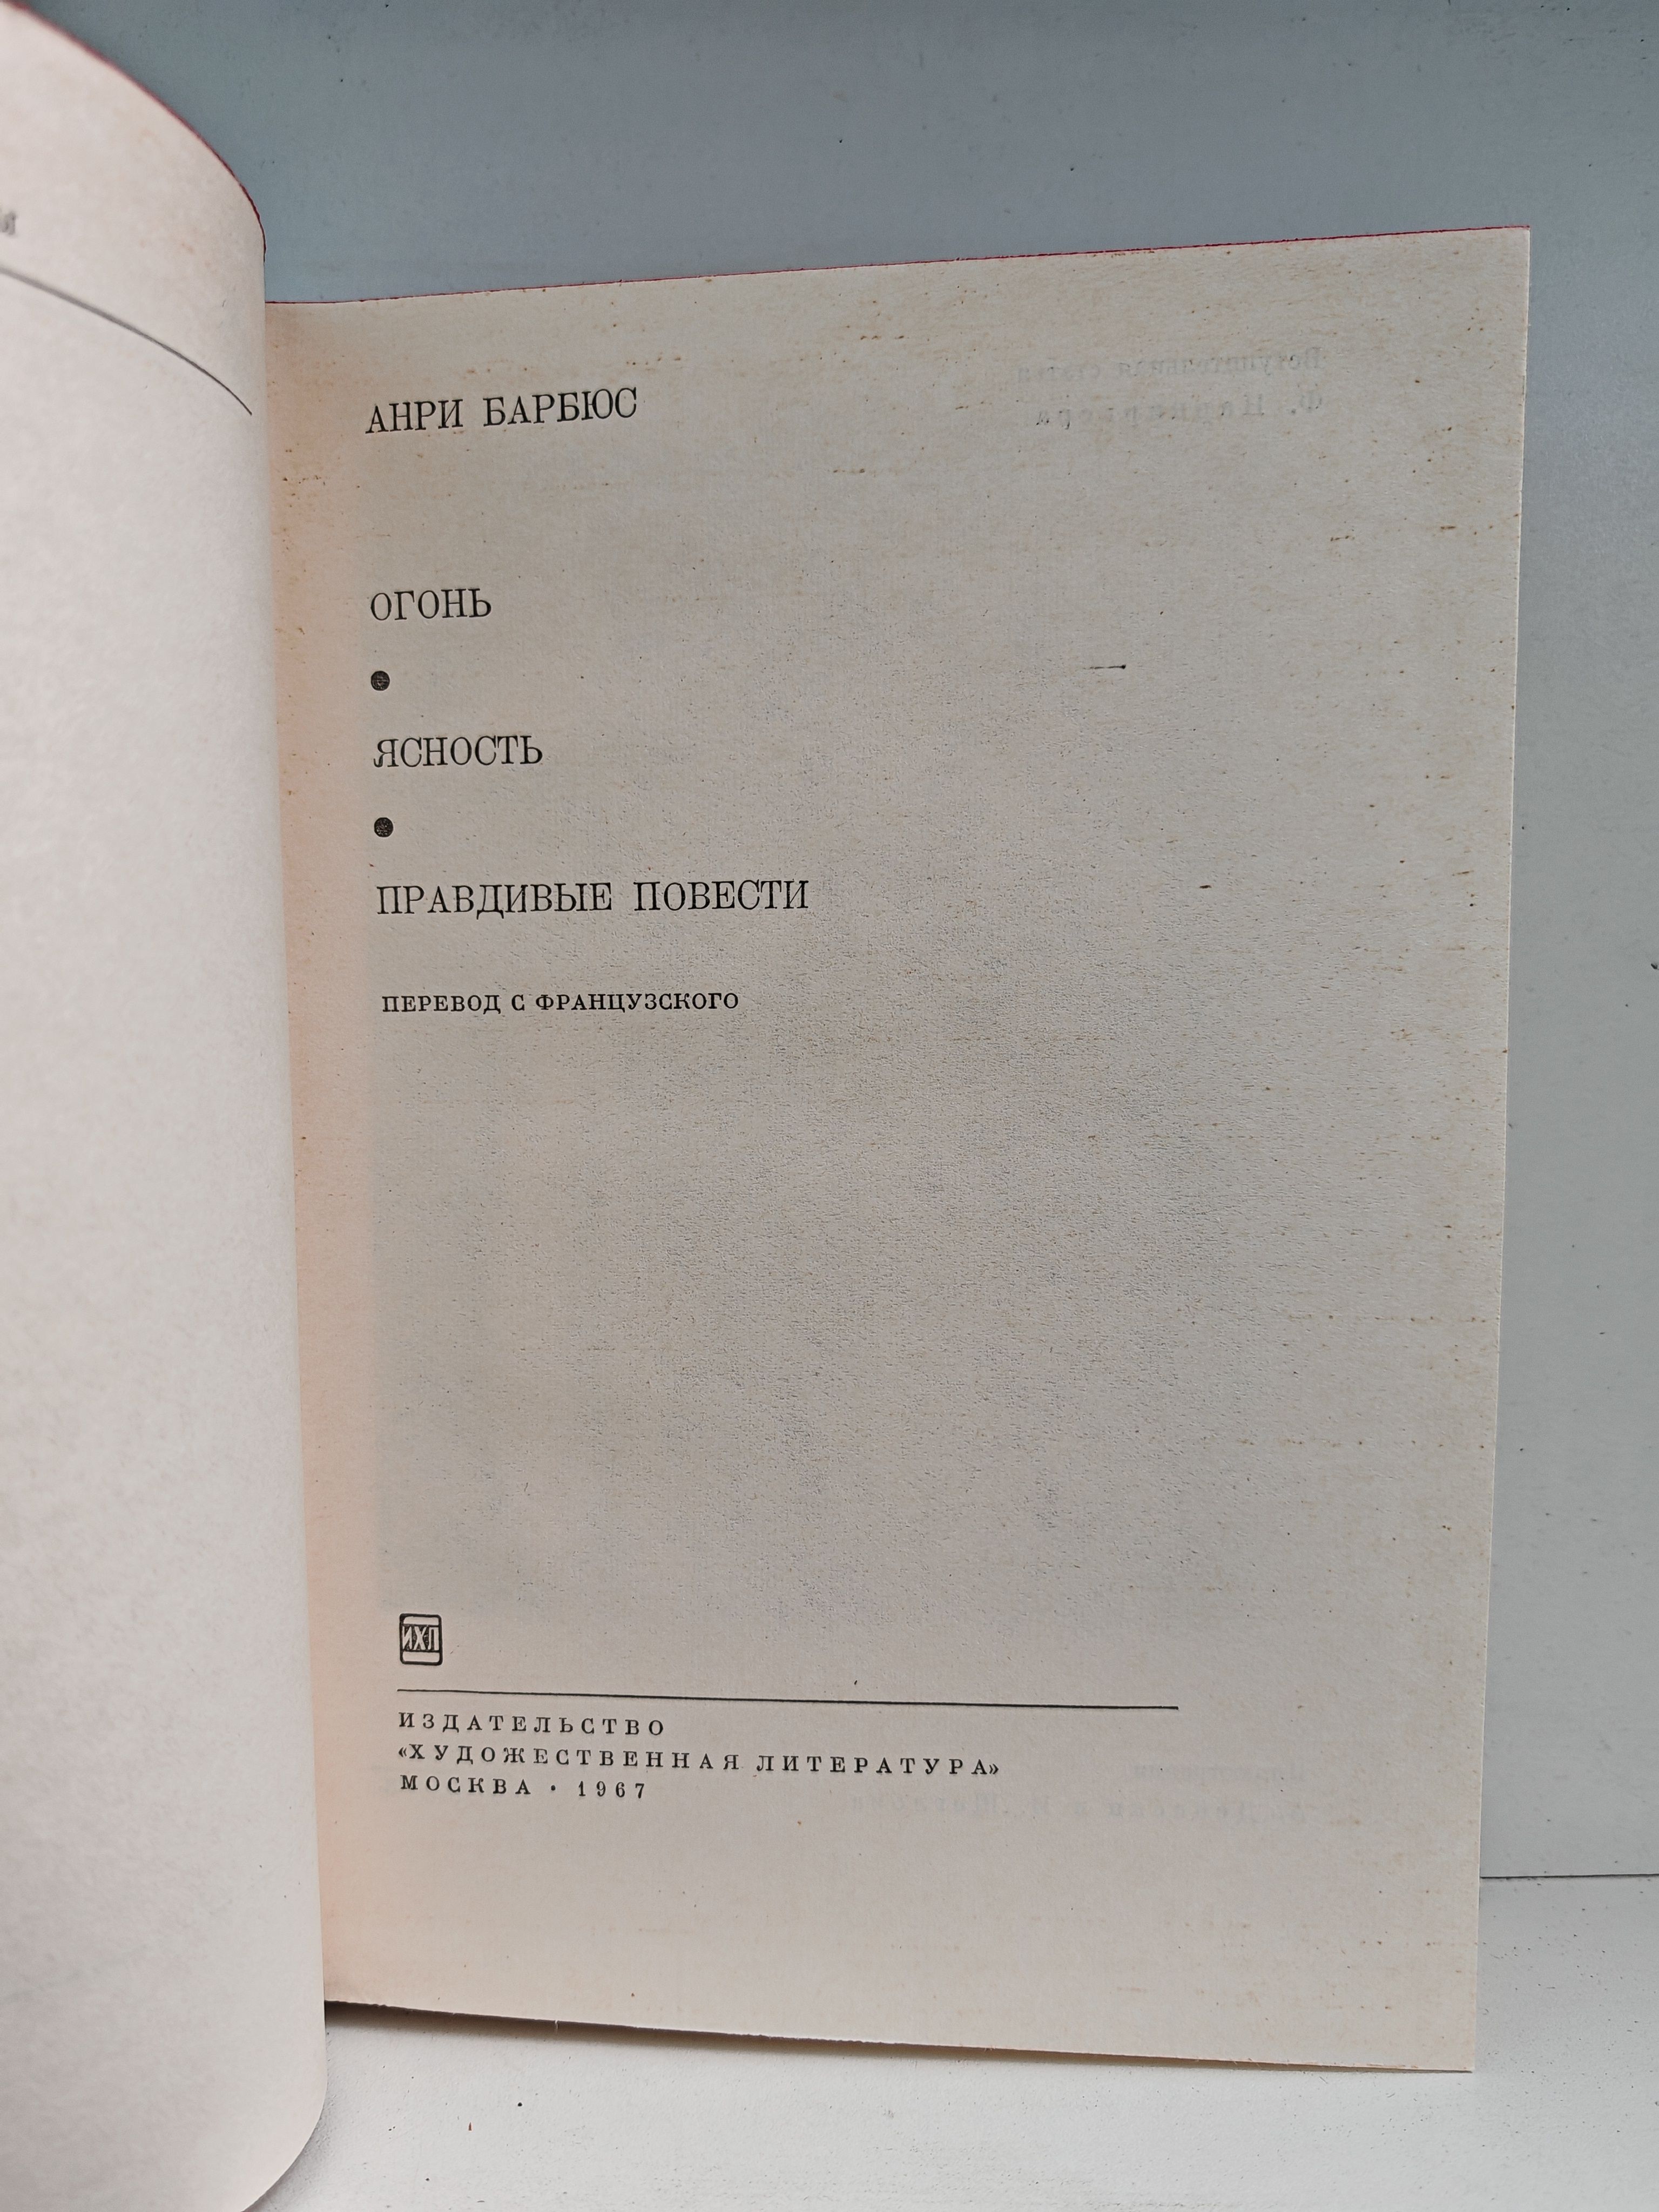 АНРИ БАРБЮС
ОГОНЬ
ЯСНОСТЬ
ПРАВДИВЫЕ ПОВЕСТИ
ПЕРЕВОД С ФРАНЦУЗСКОГО
ИХЛ
ИЗДАТЕЛЬСТВО
«ХУДОЖЕСТВЕННАЯ ЛИТЕРАТУРА»
МОСКВА · 1967